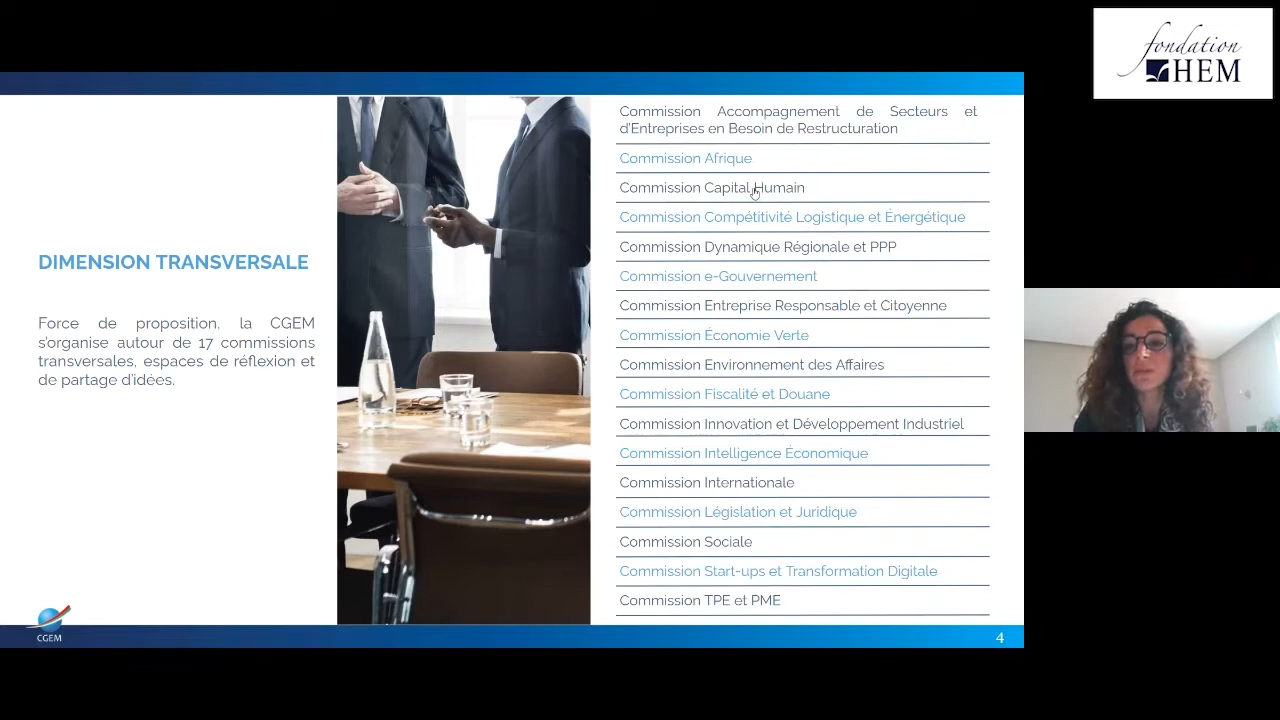 fondation
HEM
DIMENSION TRANSVERSALE
Force de proposition, la CGEM
s'organise autour de 17 commissions
transversales, espaces de réflexion et
de partage d'idées.
Commission Accompagnement de Secteurs et
d'Entreprises en Besoin de Restructuration
Commission Afrique
Commission Capital Humain
Commission Compétitivité Logistique et Énergétique
Commission Dynamique Régionale et PPP
Commission e-Gouvernement
Commission Entreprise Responsable et Citoyenne
Commission Économie Verte
Commission Environnement des Affaires
Commission Fiscalité et Douane
Commission Innovation et Développement Industriel
Commission Intelligence Économique
Commission Internationale
Commission Législation et Juridique
Commission Sociale
Commission Start-ups et Transformation Digitale
Commission TPE et PME
CGEM
4